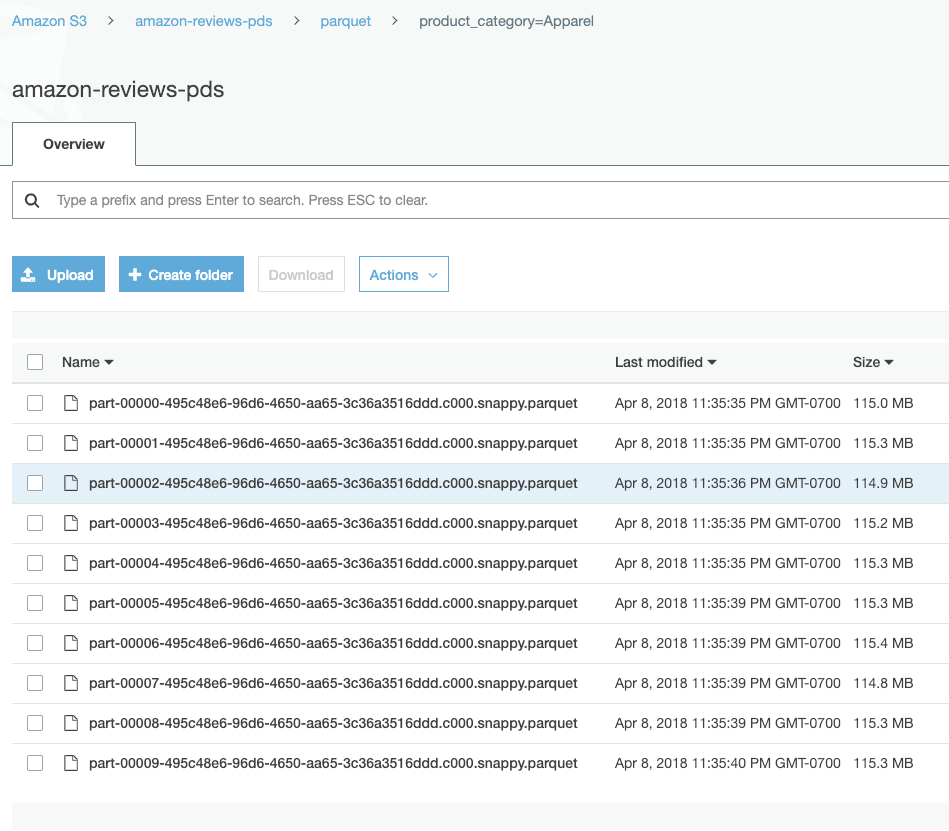 Amazon S3 > amazon-reviews-pds > parquet > product_category=Apparel
amazon-reviews-pds
Overview
Type a prefix and press Enter to search. Press ESC to clear.
Upload Create folder Download Actions
Name Last modified Size
part-00000-495c48e6-96d6-4650-aa65-3c36a3516ddd.c000.snappy.parquet Apr 8, 2018 11:35:35 PM GMT-0700 115.0 MB
part-00001-495c48e6-96d6-4650-aa65-3c36a3516ddd.c000.snappy.parquet Apr 8, 2018 11:35:35 PM GMT-0700 115.3 MB
part-00002-495c48e6-96d6-4650-aa65-3c36a3516ddd.c000.snappy.parquet Apr 8, 2018 11:35:36 PM GMT-0700 114.9 MB
part-00003-495c48e6-96d6-4650-aa65-3c36a3516ddd.c000.snappy.parquet Apr 8, 2018 11:35:35 PM GMT-0700 115.2 MB
part-00004-495c48e6-96d6-4650-aa65-3c36a3516ddd.c000.snappy.parquet Apr 8, 2018 11:35:35 PM GMT-0700 115.3 MB
part-00005-495c48e6-96d6-4650-aa65-3c36a3516ddd.c000.snappy.parquet Apr 8, 2018 11:35:39 PM GMT-0700 115.3 MB
part-00006-495c48e6-96d6-4650-aa65-3c36a3516ddd.c000.snappy.parquet Apr 8, 2018 11:35:39 PM GMT-0700 115.4 MB
part-00007-495c48e6-96d6-4650-aa65-3c36a3516ddd.c000.snappy.parquet Apr 8, 2018 11:35:39 PM GMT-0700 114.8 MB
part-00008-495c48e6-96d6-4650-aa65-3c36a3516ddd.c000.snappy.parquet Apr 8, 2018 11:35:39 PM GMT-0700 115.3 MB
part-00009-495c48e6-96d6-4650-aa65-3c36a3516ddd.c000.snappy.parquet Apr 8, 2018 11:35:40 PM GMT-0700 115.3 MB